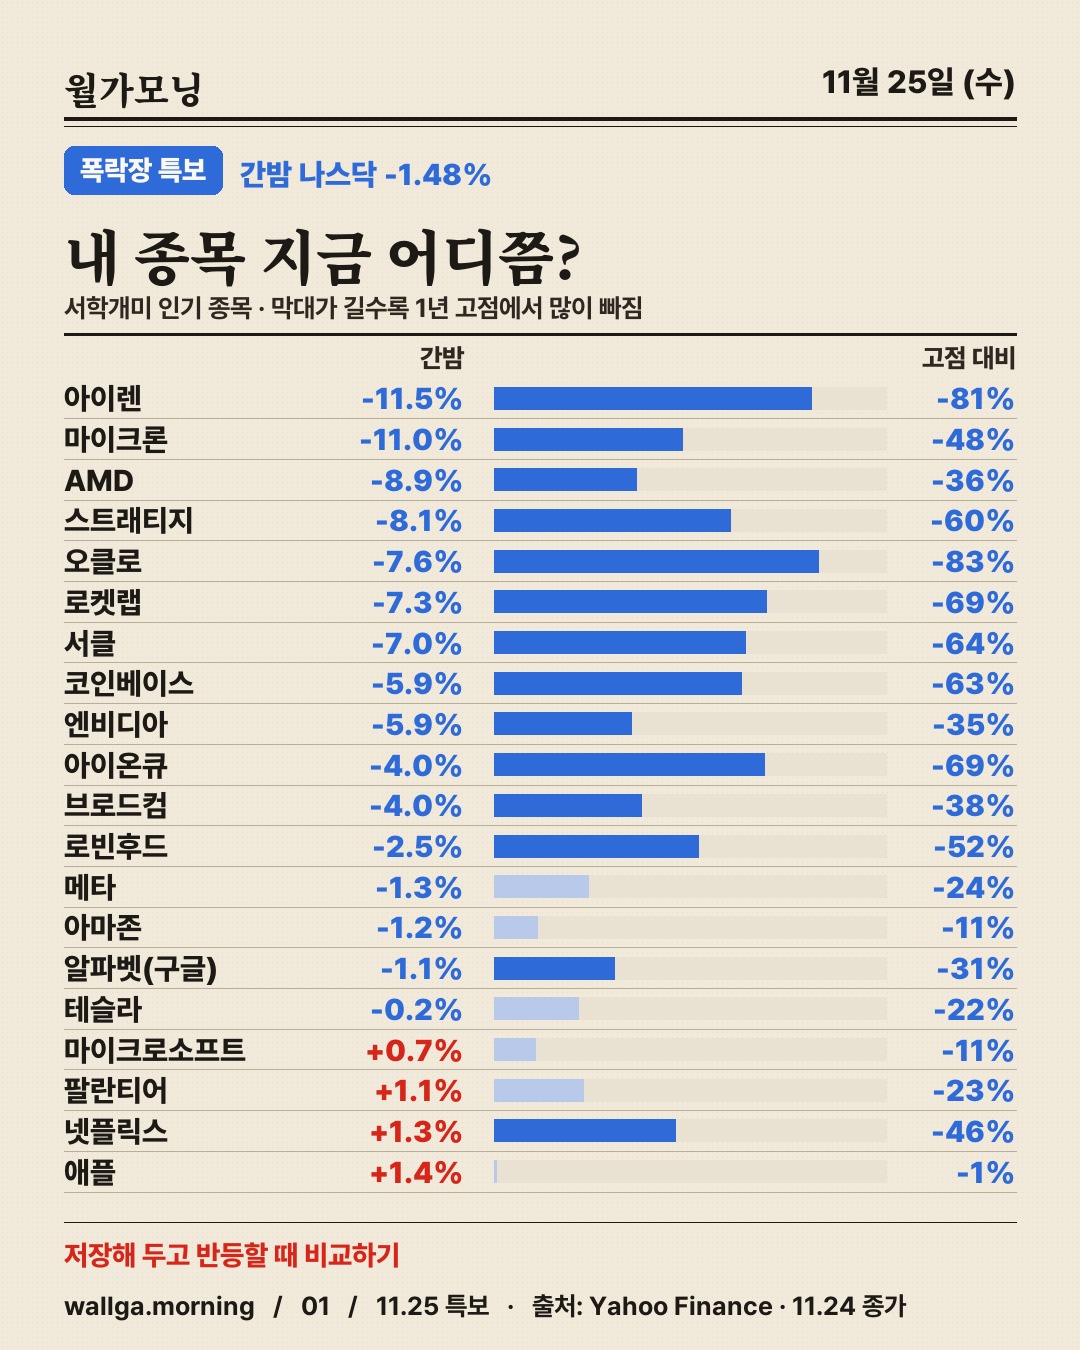 월가모닝
11월 25일 (수)
폭락장 특보 간밤 나스닥 -1.48%
내 종목 지금 어디쯤?
서학개미 인기 종목 · 막대가 길수록 1년 고점에서 많이 빠짐
간밤 고점 대비
아이렌 -11.5% -81%
마이크론 -11.0% -48%
AMD -8.9% -36%
스트래티지 -8.1% -60%
오클로 -7.6% -83%
로켓랩 -7.3% -69%
서클 -7.0% -64%
코인베이스 -5.9% -63%
엔비디아 -5.9% -35%
아이온큐 -4.0% -69%
브로드컴 -4.0% -38%
로빈후드 -2.5% -52%
메타 -1.3% -24%
아마존 -1.2% -11%
알파벳(구글) -1.1% -31%
테슬라 -0.2% -22%
마이크로소프트 +0.7% -11%
팔란티어 +1.1% -23%
넷플릭스 +1.3% -46%
애플 +1.4% -1%
저장해 두고 반등할 때 비교하기
wallga.morning / 01 / 11.25 특보 · 출처: Yahoo Finance · 11.24 종가